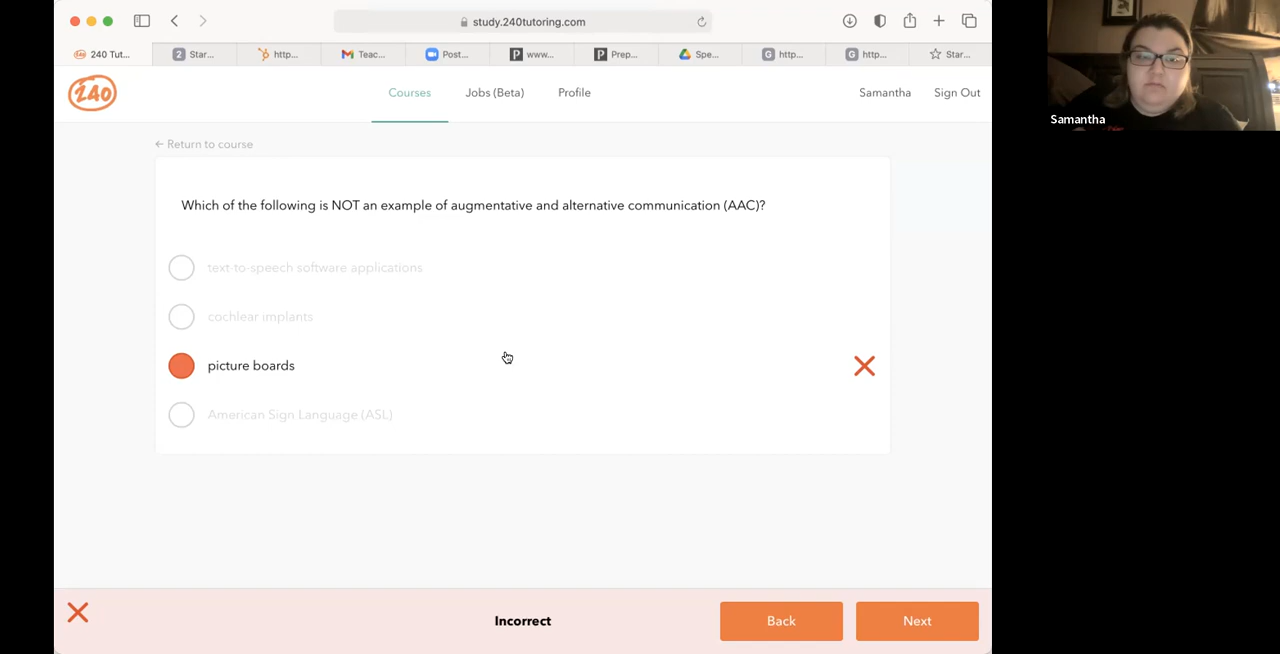 study.240tutoring.com
240 Tut...
2 Star...
http...
Teac...
Post...
P www...
P Prep...
Spe...
G http...
G http...
Star...
240
Courses
Jobs (Beta)
Profile
Samantha
Sign Out
Samantha
← Return to course
Which of the following is NOT an example of augmentative and alternative communication (AAC)?
text-to-speech software applications
cochlear implants
picture boards
American Sign Language (ASL)
Incorrect
Back
Next